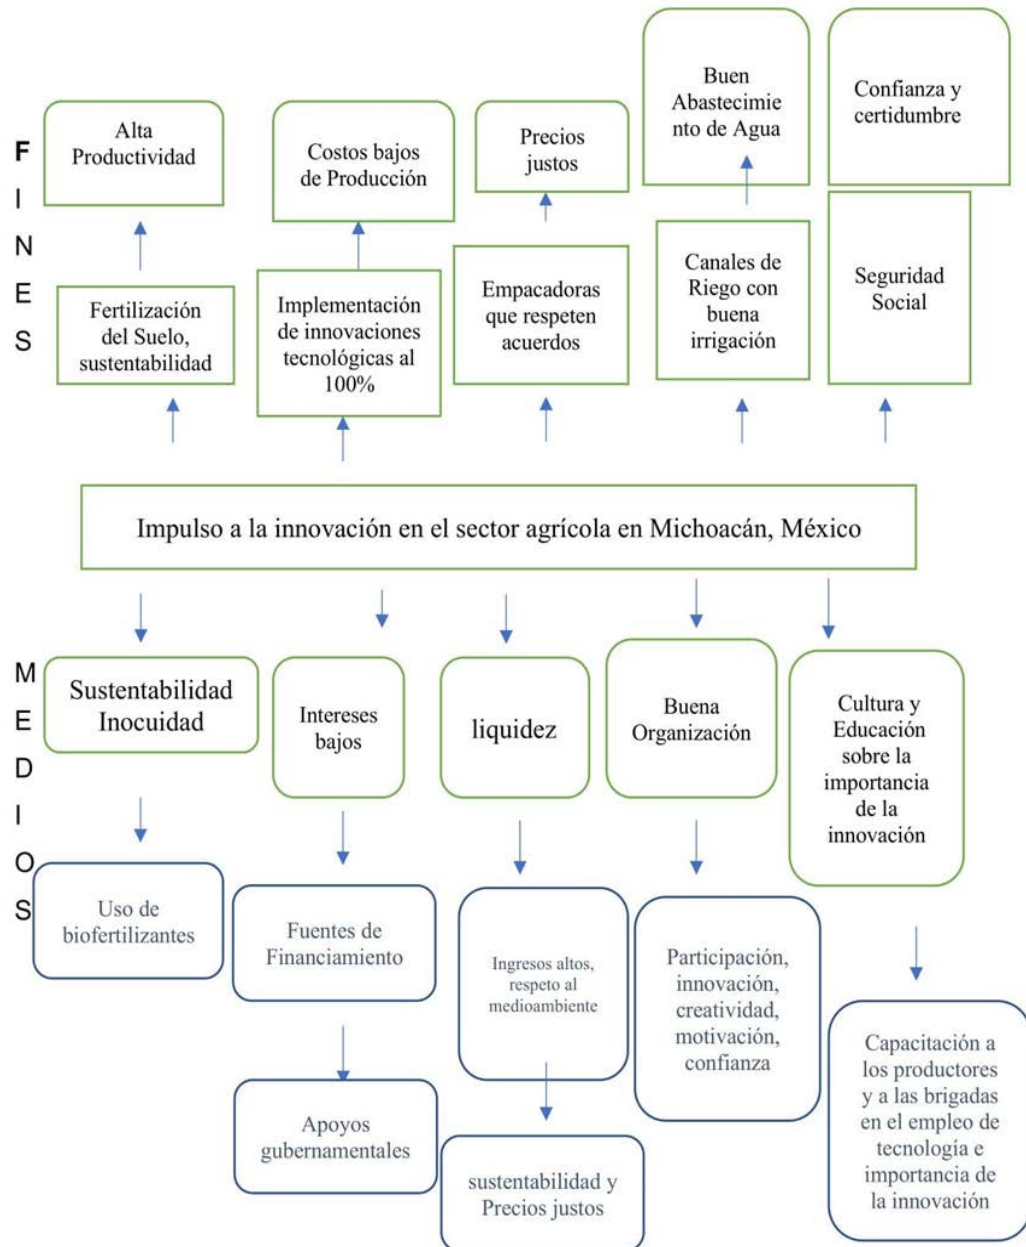 FINES
Alta
Productividad
Costos bajos
de Producción
Precios
justos
Buen
Abastecimie
nto de Agua
Confianza y
certidumbre
Fertilización
del Suelo,
sustentabilidad
Implementación
de innovaciones
tecnológicas al
100%
Empacadoras
que respeten
acuerdos
Canales de
Riego con
buena
irrigación
Seguridad
Social
Impulso a la innovación en el sector agrícola en Michoacán, México
MEDIOS
Sustentabilidad
Inocuidad
Intereses
bajos
liquidez
Buena
Organización
Cultura y
Educación
sobre la
importancia
de la
innovación
Uso de
biofertilizantes
Fuentes de
Financiamiento
Ingresos altos,
respeto al
medioambiente
Participación,
innovación,
creatividad,
motivación,
confianza
Capacitación a
los productores
y a las brigadas
en el empleo de
tecnología e
importancia de
la innovación
Apoyos
gubernamentales
sustentabilidad y
Precios justos